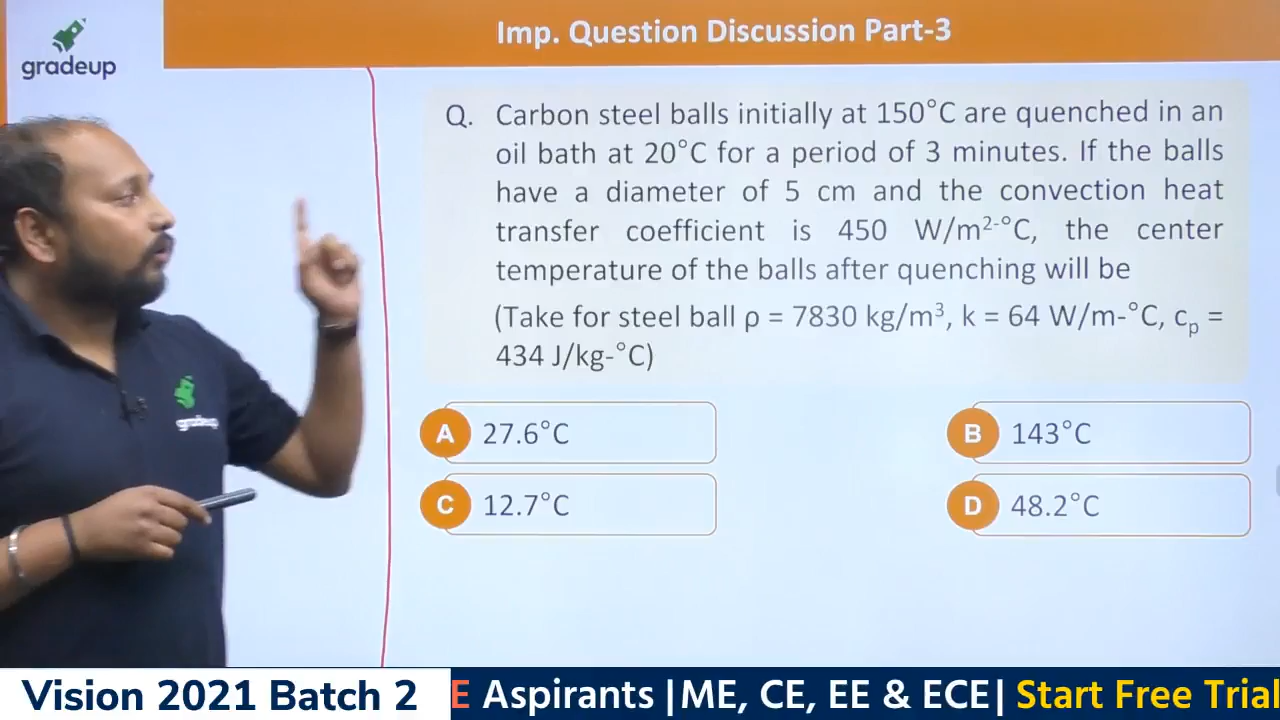 Imp. Question Discussion Part-3
gradeup
Q. Carbon steel balls initially at 150°C are quenched in an
oil bath at 20°C for a period of 3 minutes. If the balls
have a diameter of 5 cm and the convection heat
transfer coefficient is 450 W/m²⁻°C, the center
temperature of the balls after quenching will be
(Take for steel ball ρ = 7830 kg/m³, k = 64 W/m-°C, cₚ =
434 J/kg-°C)
A 27.6°C
B 143°C
C 12.7°C
D 48.2°C
gradeup
Vision 2021 Batch 2
E Aspirants |ME, CE, EE & ECE| Start Free Trial